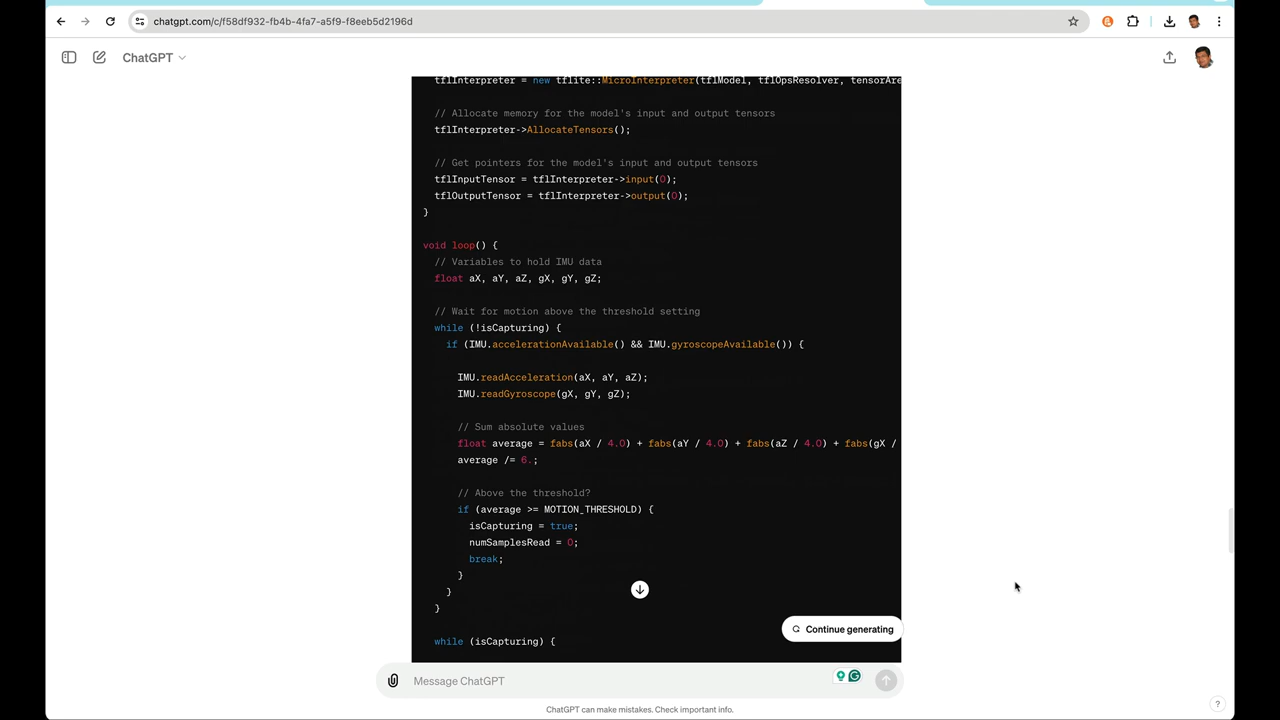 chatgpt.com/c/f58df932-fb4b-4fa7-a5f9-f8eeb5d2196d
ChatGPT
tflInterpreter = new tflite::MicroInterpreter(tflModel, tflOpsResolver, tensorAre
// Allocate memory for the model's input and output tensors
tflInterpreter->AllocateTensors();
// Get pointers for the model's input and output tensors
tflInputTensor = tflInterpreter->input(0);
tflOutputTensor = tflInterpreter->output(0);
}
void loop() {
// Variables to hold IMU data
float aX, aY, aZ, gX, gY, gZ;
// Wait for motion above the threshold setting
while (!isCapturing) {
if (IMU.accelerationAvailable() && IMU.gyroscopeAvailable()) {
IMU.readAcceleration(aX, aY, aZ);
IMU.readGyroscope(gX, gY, gZ);
// Sum absolute values
float average = fabs(aX / 4.0) + fabs(aY / 4.0) + fabs(aZ / 4.0) + fabs(gX /
average /= 6.;
// Above the threshold?
if (average >= MOTION_THRESHOLD) {
isCapturing = true;
numSamplesRead = 0;
break;
}
}
}
while (isCapturing) {
Continue generating
Message ChatGPT
ChatGPT can make mistakes. Check important info.
?